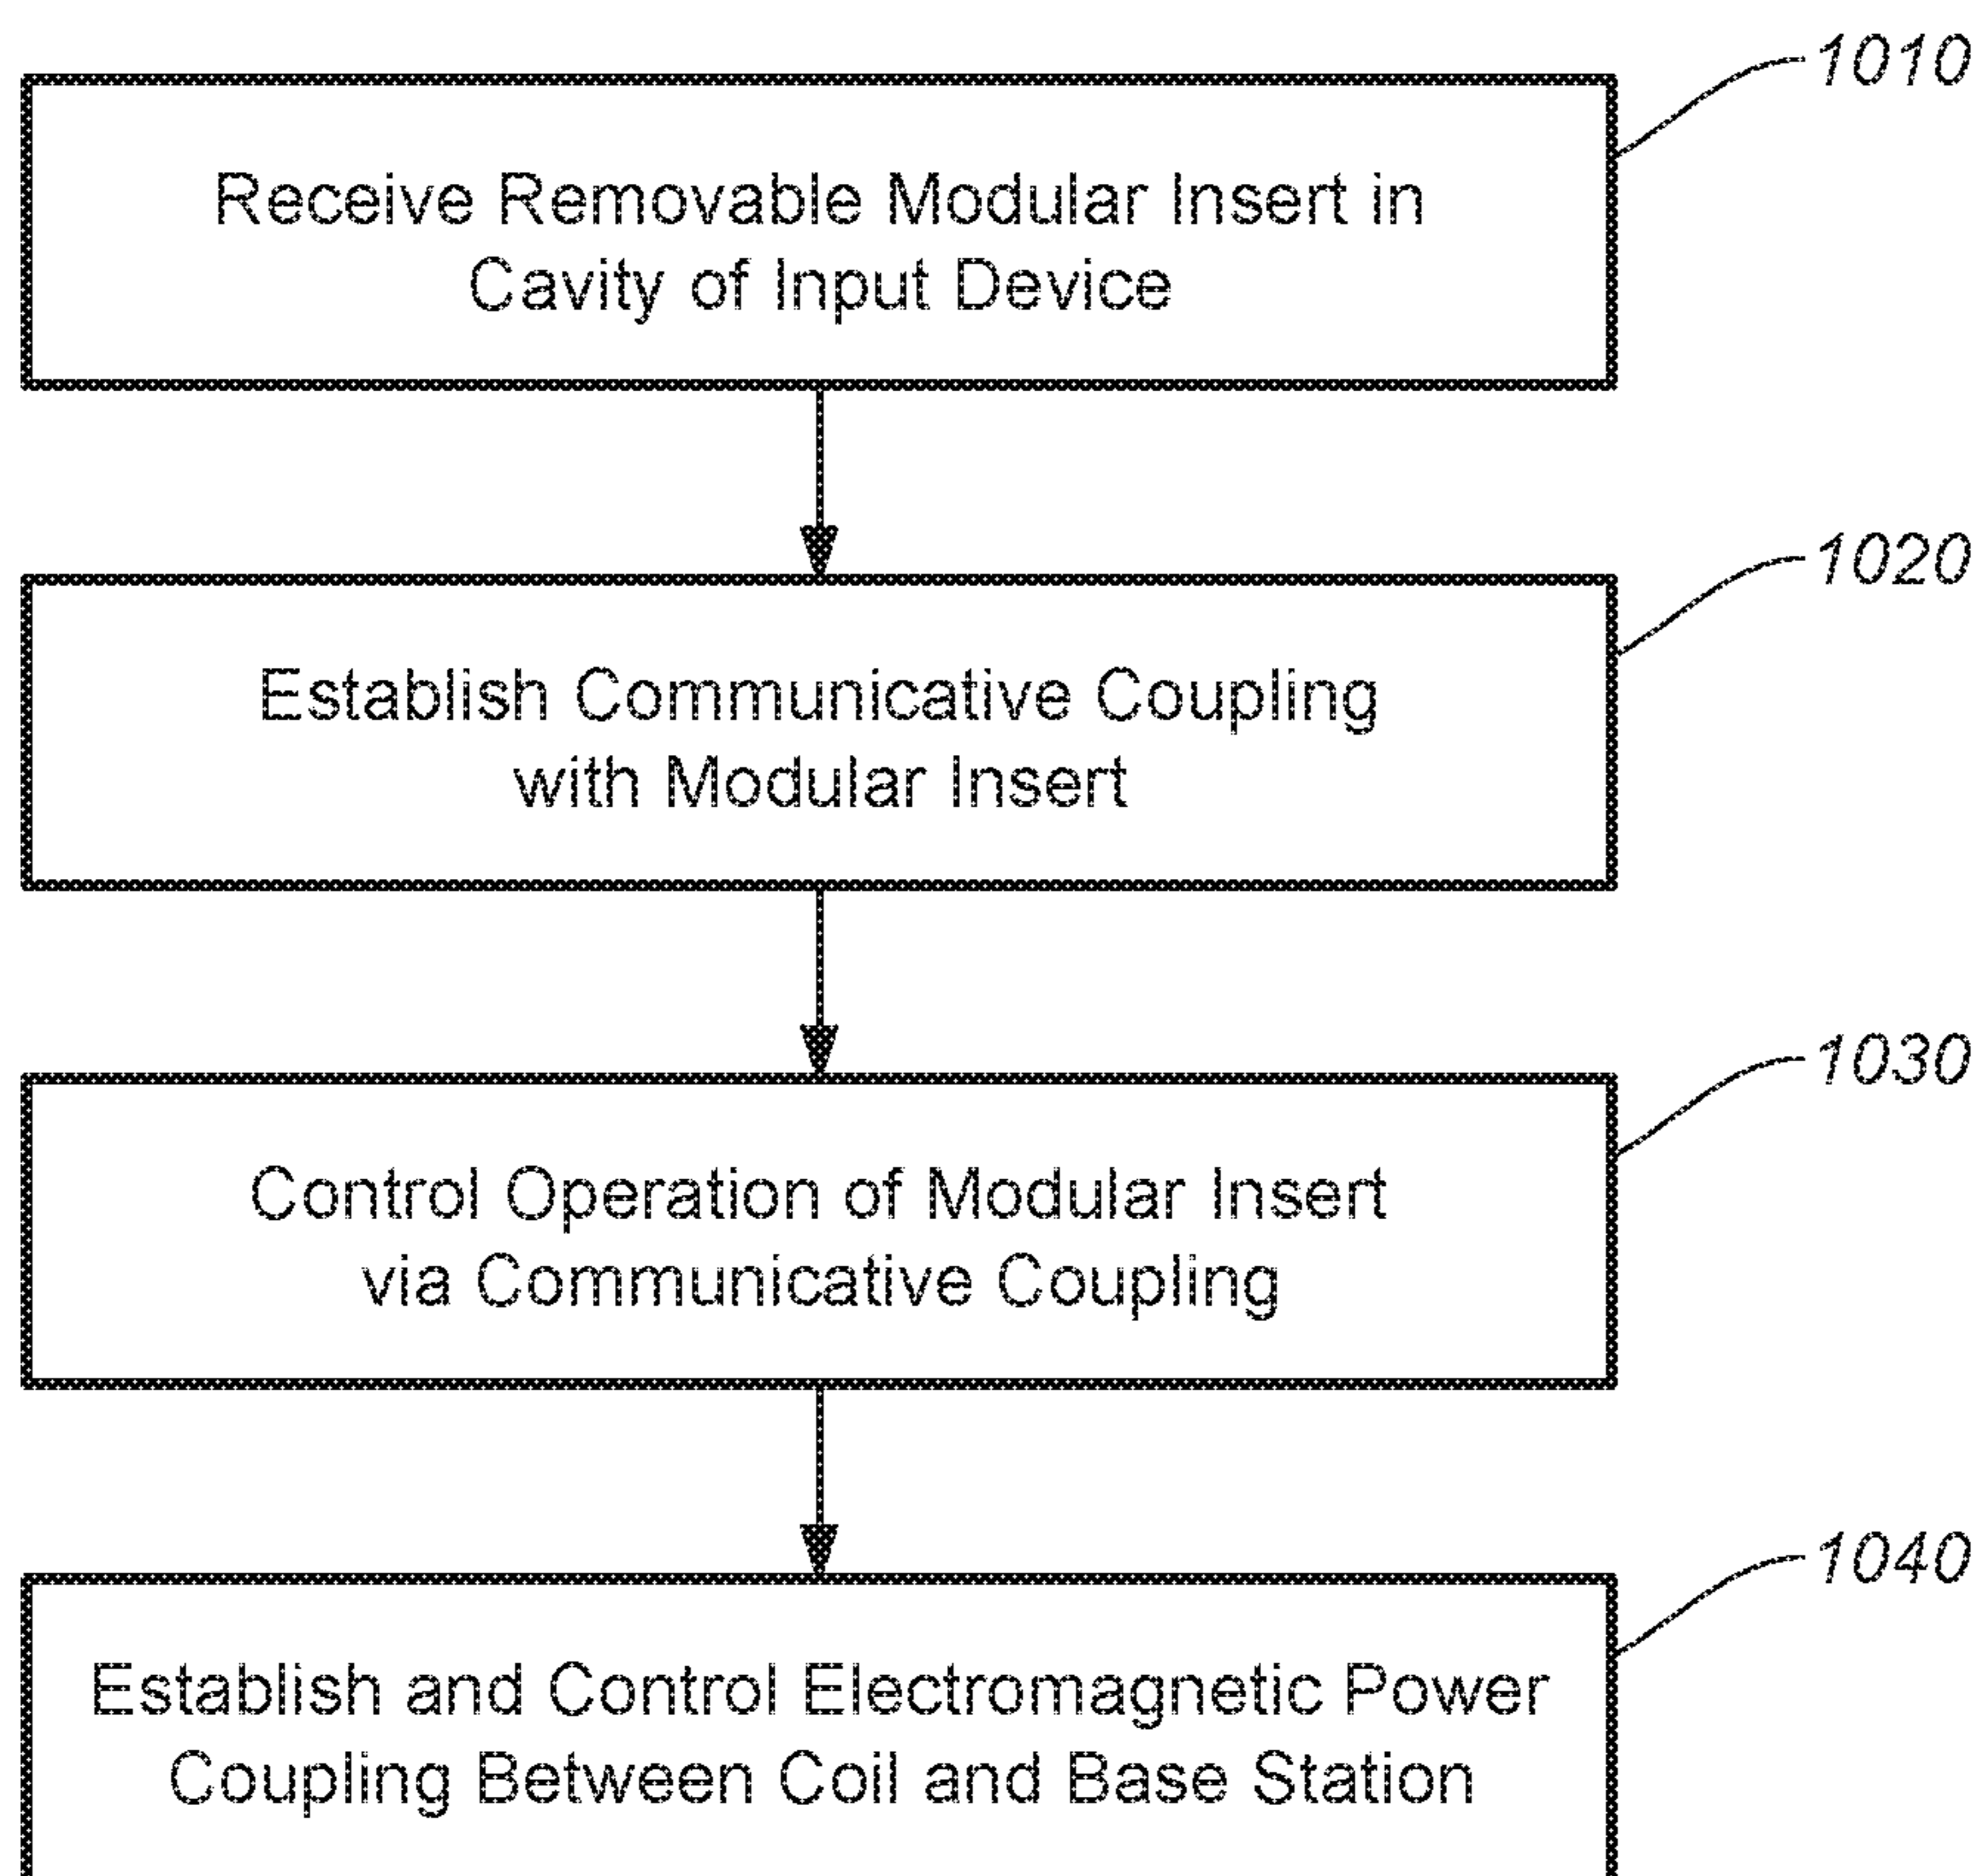 1010
Receive Removable Modular Insert in
Cavity of Input Device
1020
Establish Communicative Coupling
with Modular Insert
1030
Control Operation of Modular Insert
via Communicative Coupling
1040
Establish and Control Electromagnetic Power
Coupling Between Coil and Base Station